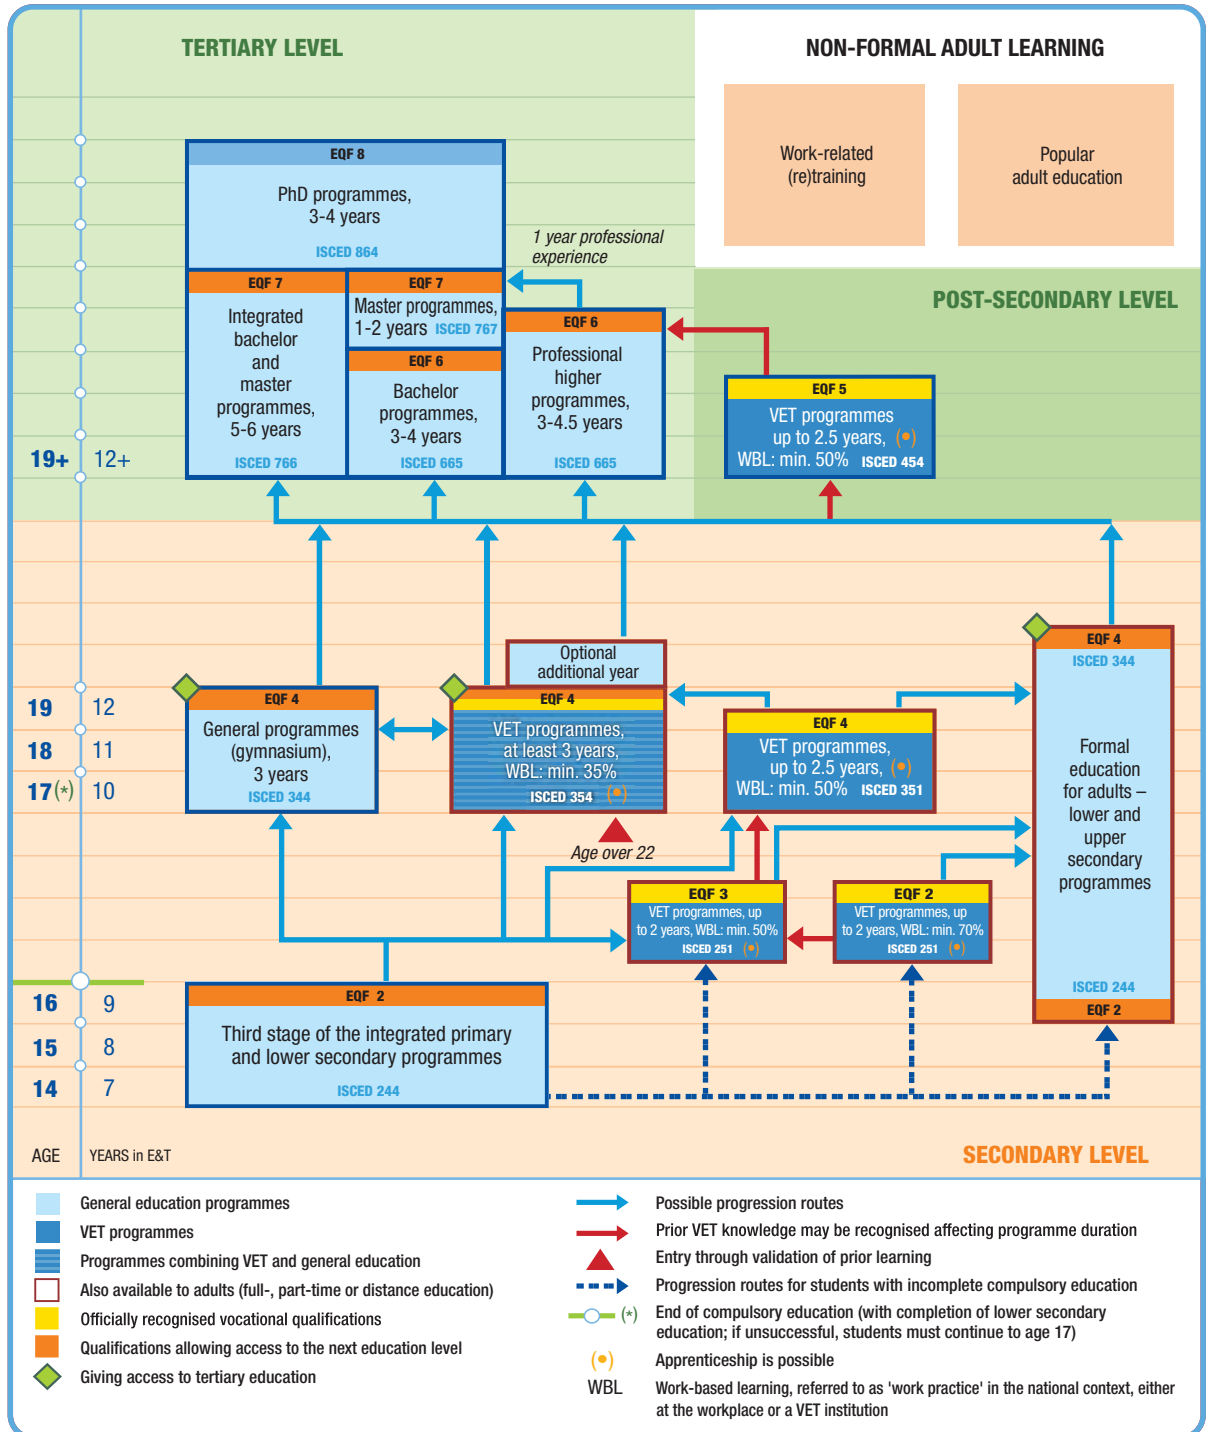 TERTIARY LEVEL
NON-FORMAL ADULT LEARNING
Work-related
(re)training
Popular
adult education
EQF 8
PhD programmes,
3-4 years
ISCED 864
1 year professional
experience
POST-SECONDARY LEVEL
EQF 7
Integrated
bachelor
and
master
programmes,
5-6 years
ISCED 766
EQF 7
Master programmes,
1-2 years ISCED 767
EQF 6
Bachelor
programmes,
3-4 years
ISCED 665
EQF 6
Professional
higher
programmes,
3-4.5 years
ISCED 665
EQF 5
VET programmes
up to 2.5 years, (•)
WBL: min. 50% ISCED 454
19+ 12+
Optional
additional year
EQF 4
General programmes
(gymnasium),
3 years
ISCED 344
EQF 4
VET programmes,
at least 3 years,
WBL: min. 35%
ISCED 354 (•)
Age over 22
EQF 4
VET programmes,
up to 2.5 years, (•)
WBL: min. 50% ISCED 351
EQF 4
ISCED 344
Formal
education
for adults –
lower and
upper
secondary
programmes
ISCED 244
EQF 2
19 12
18 11
17(*) 10
EQF 3
VET programmes, up
to 2 years, WBL: min. 50%
ISCED 251 (•)
EQF 2
VET programmes, up
to 2 years, WBL: min. 70%
ISCED 251 (•)
EQF 2
Third stage of the integrated primary
and lower secondary programmes
ISCED 244
16 9
15 8
14 7
AGE YEARS in E&T
SECONDARY LEVEL
General education programmes
VET programmes
Programmes combining VET and general education
Also available to adults (full-, part-time or distance education)
Officially recognised vocational qualifications
Qualifications allowing access to the next education level
Giving access to tertiary education
Possible progression routes
Prior VET knowledge may be recognised affecting programme duration
Entry through validation of prior learning
Progression routes for students with incomplete compulsory education
(*) End of compulsory education (with completion of lower secondary
education; if unsuccessful, students must continue to age 17)
(•) Apprenticeship is possible
WBL Work-based learning, referred to as 'work practice' in the national context, either
at the workplace or a VET institution